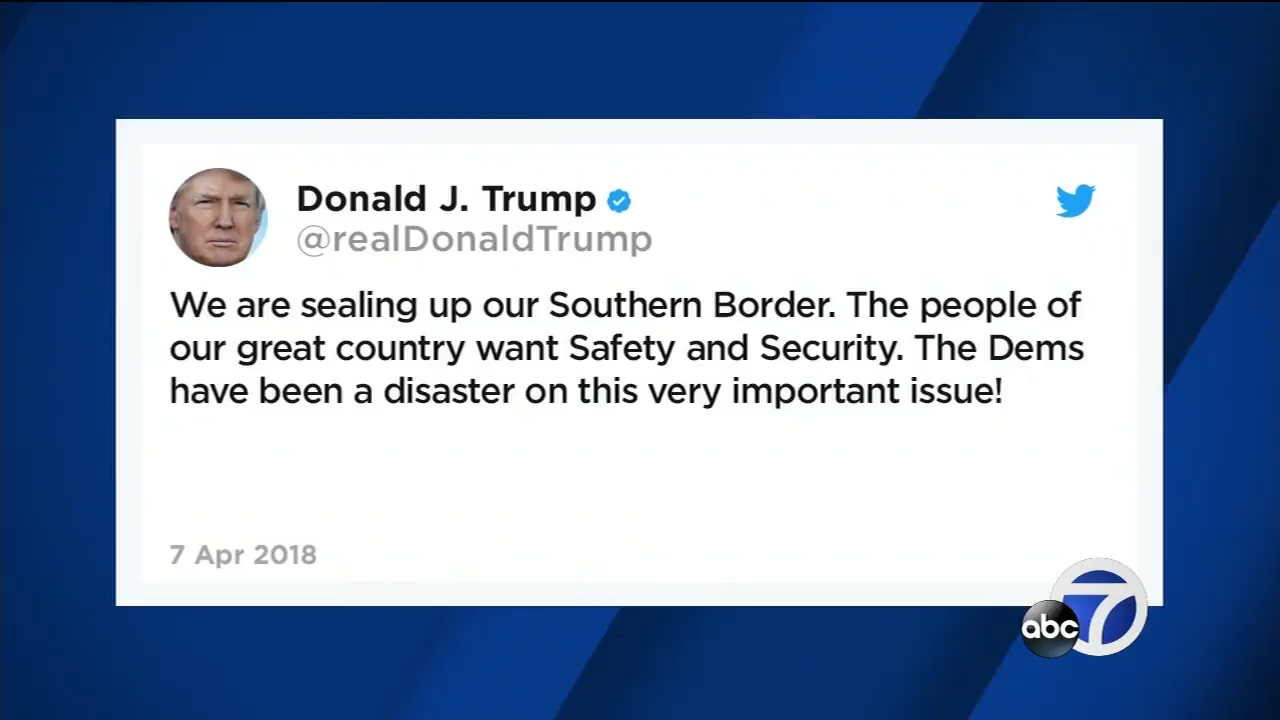 Donald J. Trump
@realDonaldTrump
We are sealing up our Southern Border. The people of
our great country want Safety and Security. The Dems
have been a disaster on this very important issue!
7 Apr 2018
abc 7